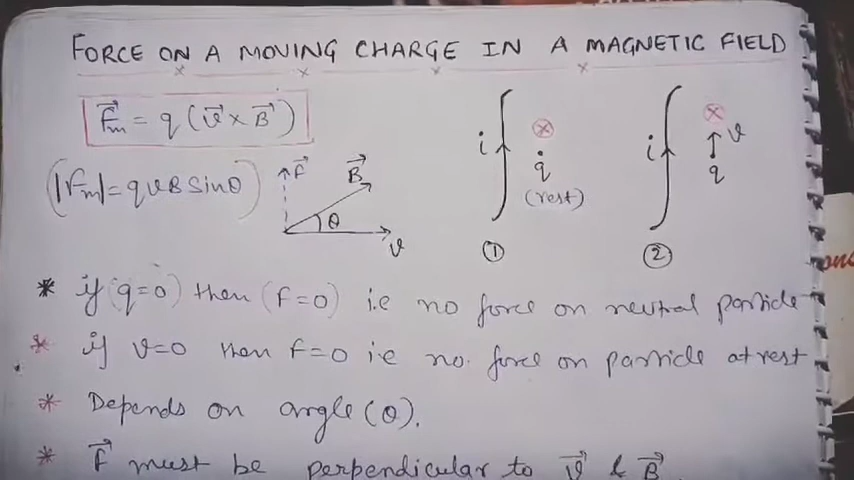 FORCE ON A MOVING CHARGE IN A MAGNETIC FIELD
F⃗m = q (v⃗ × B⃗)
|Fm| = qvB Sinθ
F⃗
B⃗
θ
v
i
q
(rest)
①
i
v
q
②
* if (q=0) then (f=0) i.e no force on neutral particle
* if v=0 then f=0 i.e no. force on particle at rest
* Depends on angle (θ).
* F⃗ must be perpendicular to v⃗ & B⃗.